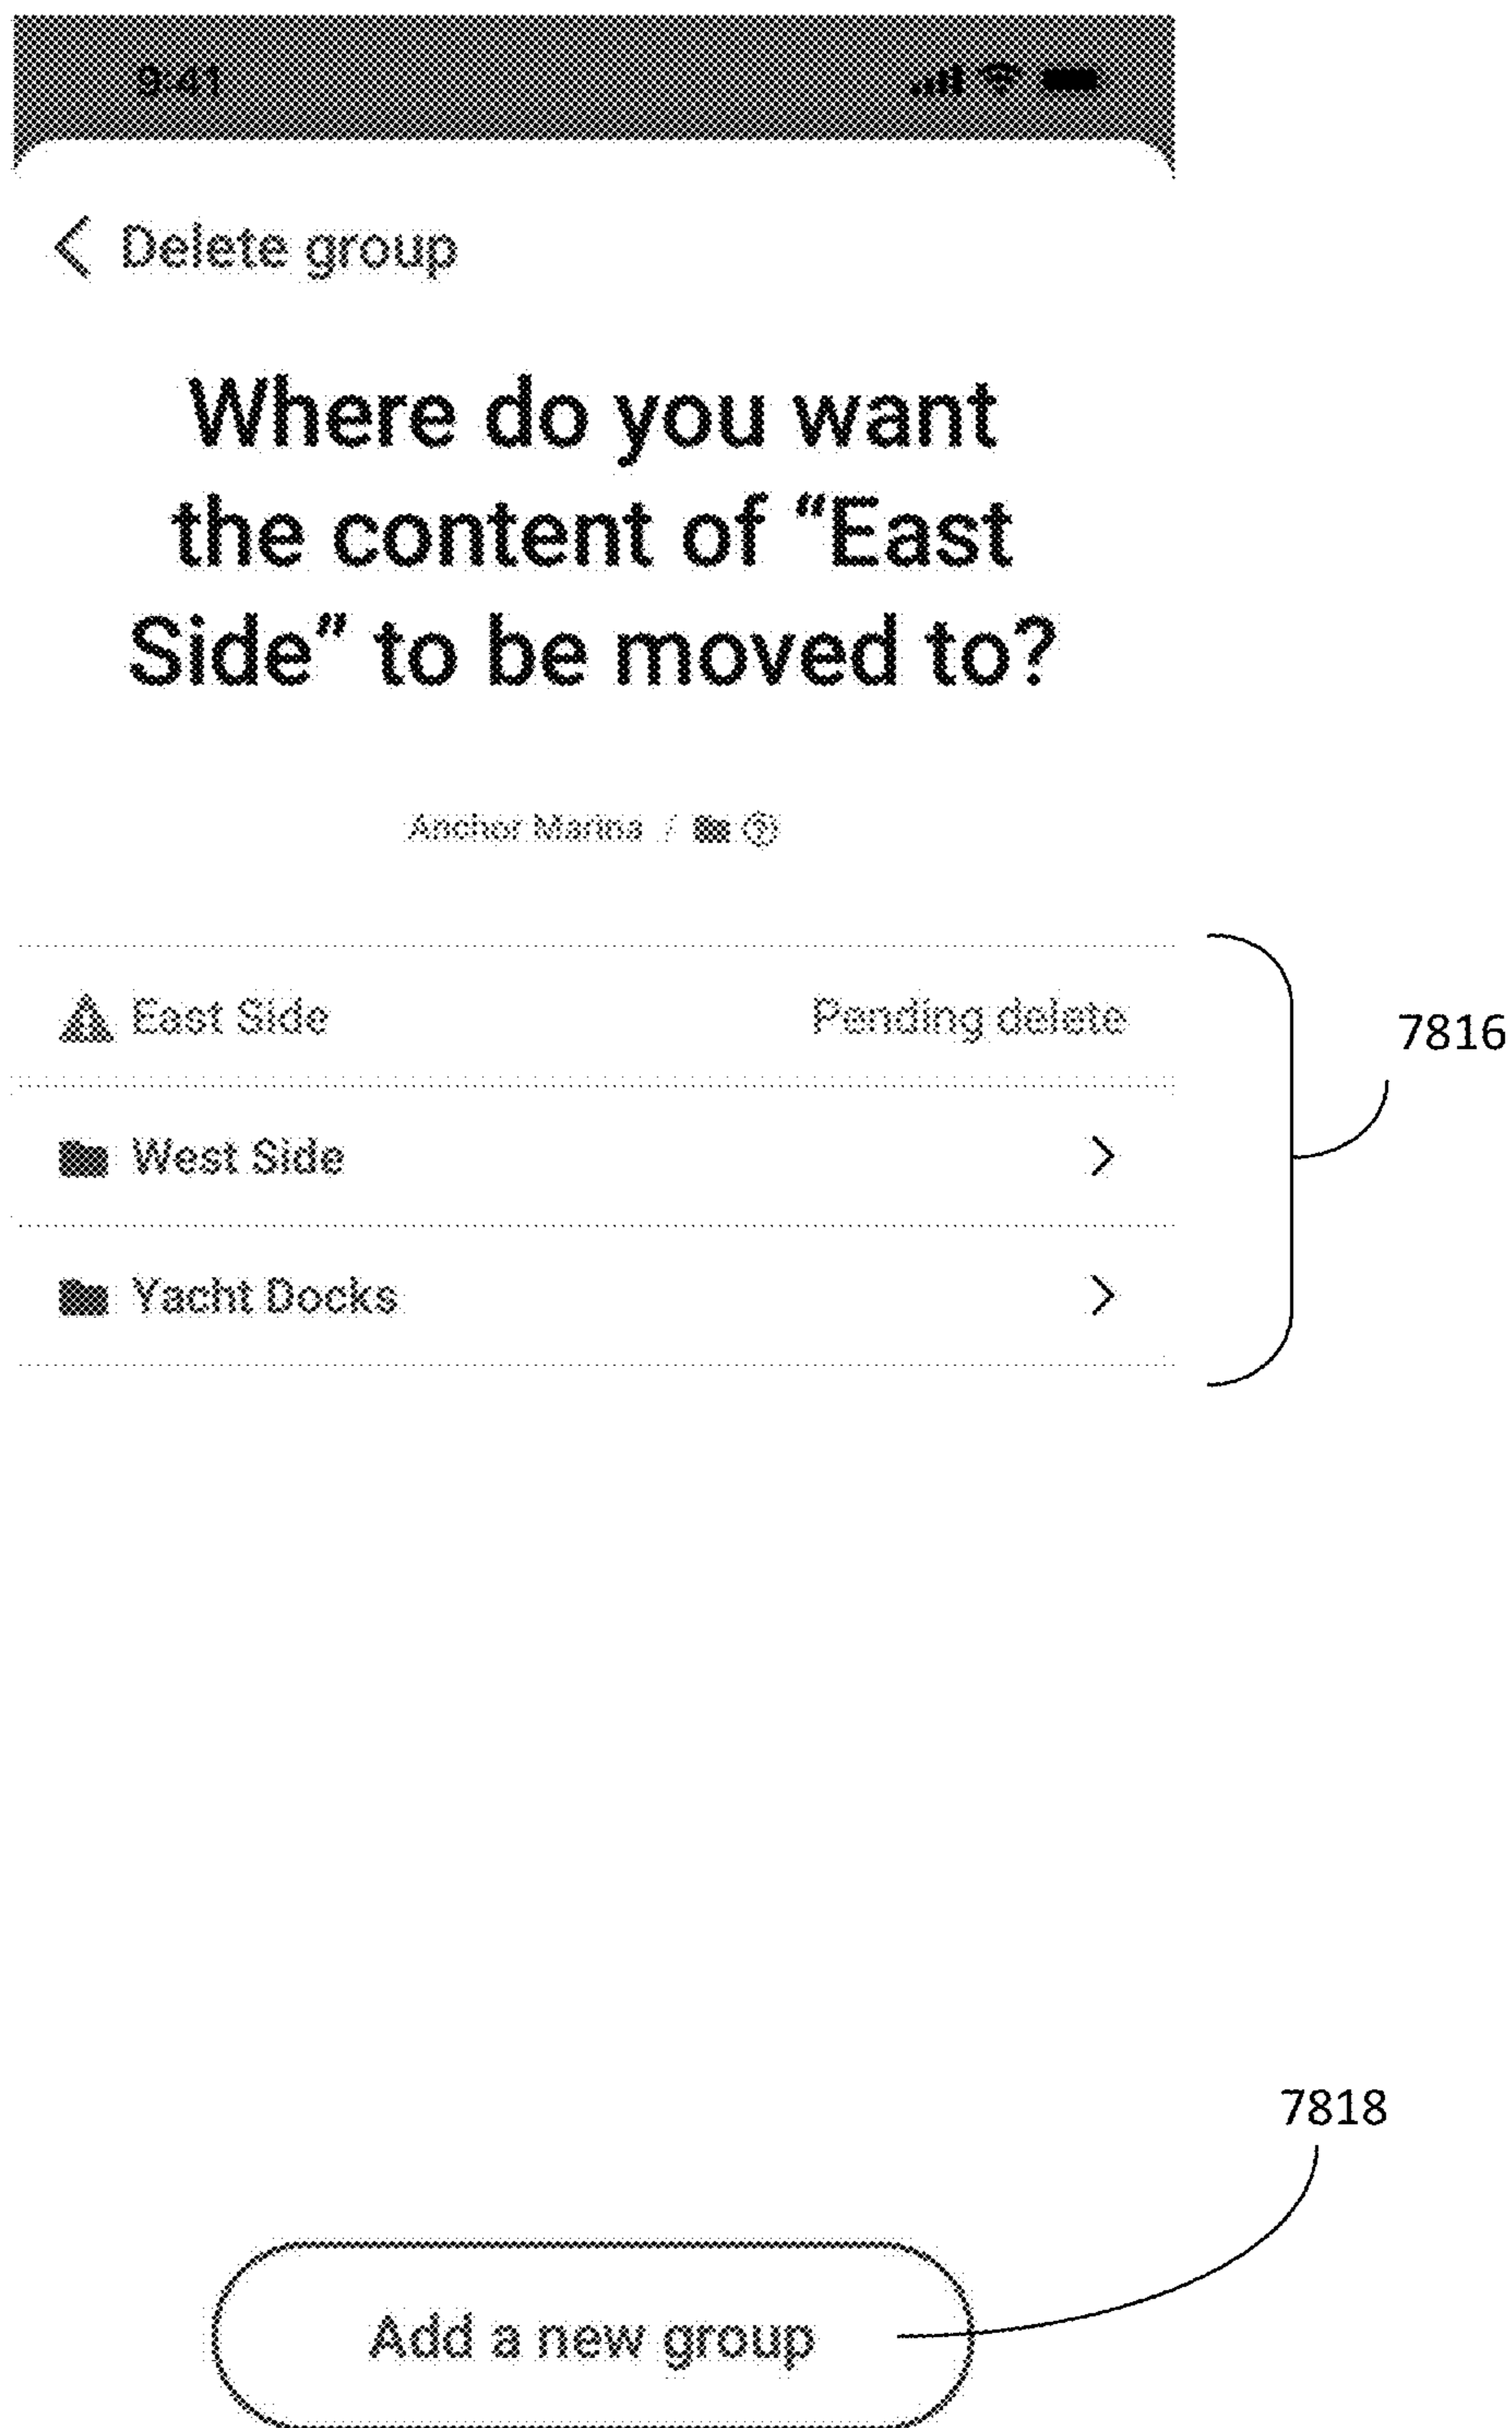 9:41
Delete group
Where do you want
the content of “East
Side” to be moved to?
Anchor Marina /
East Side Pending delete
7816
West Side
Yacht Docks
7818
Add a new group